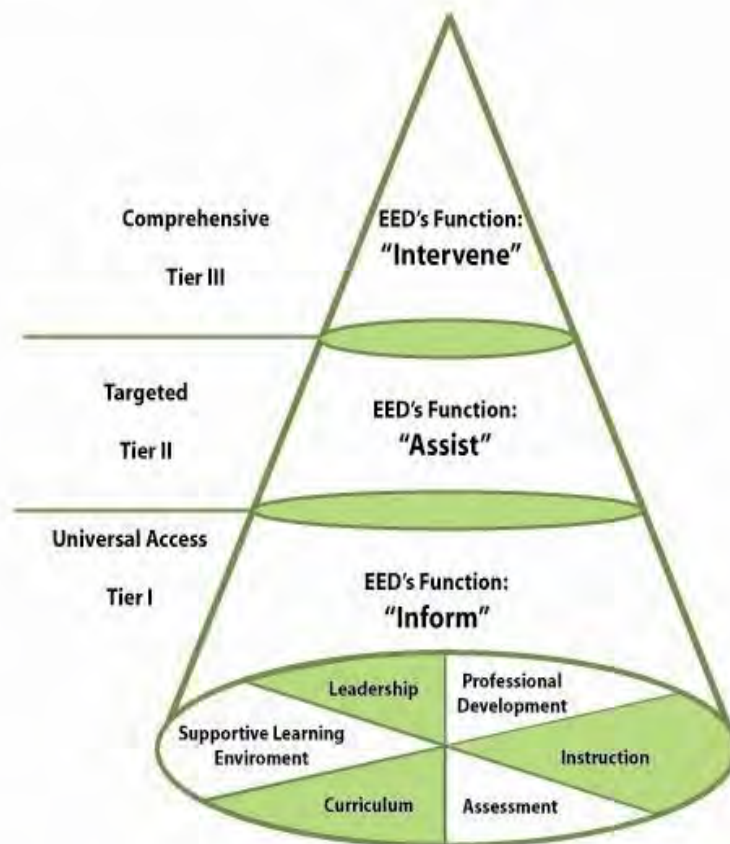 Comprehensive
Tier III
EED's Function:
"Intervene"
Targeted
Tier II
EED's Function:
"Assist"
Universal Access
Tier I
EED's Function:
"Inform"
Leadership
Professional
Development
Supportive Learning
Enviroment
Instruction
Curriculum
Assessment